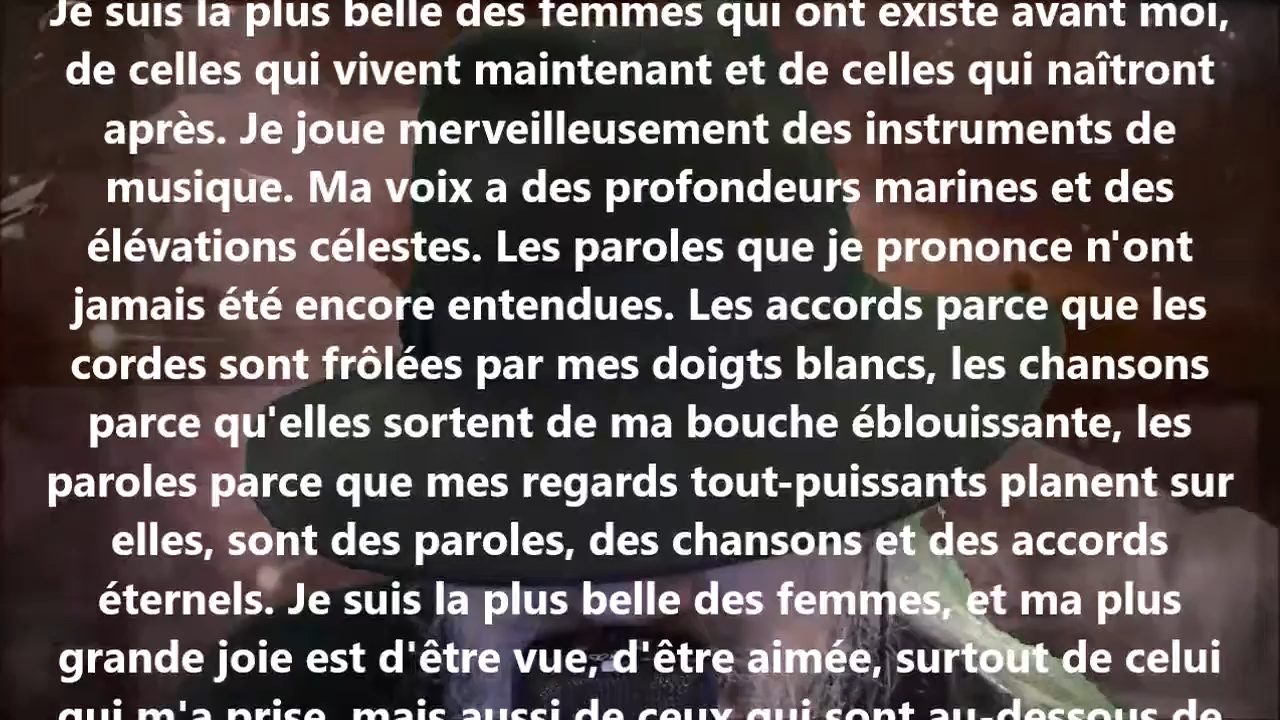 Je suis la plus belle des femmes qui ont existé avant moi,
de celles qui vivent maintenant et de celles qui naîtront
après. Je joue merveilleusement des instruments de
musique. Ma voix a des profondeurs marines et des
élévations célestes. Les paroles que je prononce n'ont
jamais été encore entendues. Les accords parce que les
cordes sont frôlées par mes doigts blancs, les chansons
parce qu'elles sortent de ma bouche éblouissante, les
paroles parce que mes regards tout-puissants planent sur
elles, sont des paroles, des chansons et des accords
éternels. Je suis la plus belle des femmes, et ma plus
grande joie est d'être vue, d'être aimée, surtout de celui
qui m'a prise, mais aussi de ceux qui sont au-dessous de